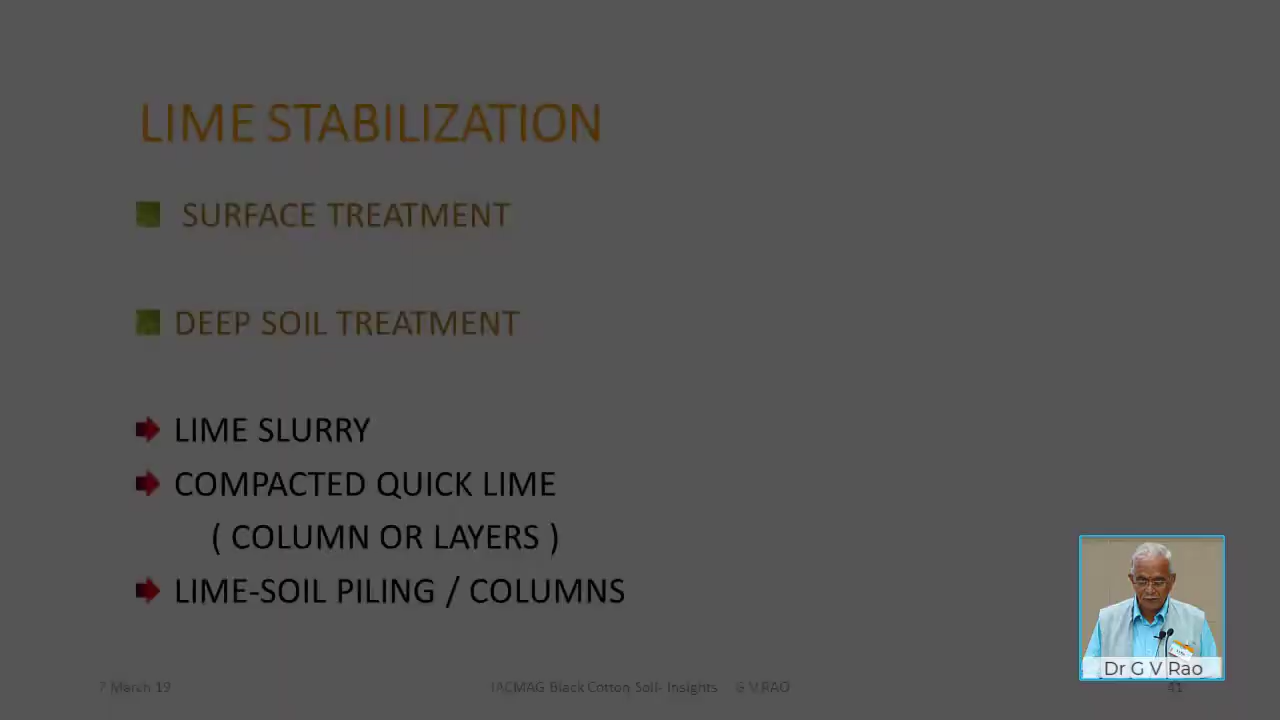 LIME STABILIZATION
SURFACE TREATMENT
DEEP SOIL TREATMENT
LIME SLURRY
COMPACTED QUICK LIME
( COLUMN OR LAYERS )
LIME-SOIL PILING / COLUMNS
Dr G V Rao
7 March 19 IACMAG Black Cotton Soil- Insights G V RAO 41